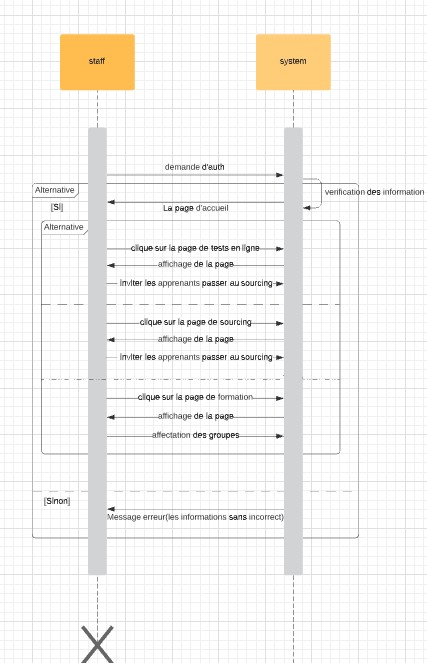 staff
system
demande d'auth
verification des information
Alternative
La page d'accueil
[Si]
Alternative
clique sur la page de tests en ligne
affichage de la page
inviter les apprenants passer au sourcing
clique sur la page de sourcing
affichage de la page
inviter les apprenants passer au sourcing
clique sur la page de formation
affichage de la page
affectation des groupes
[Sinon]
Message erreur(les informations sans incorrect)